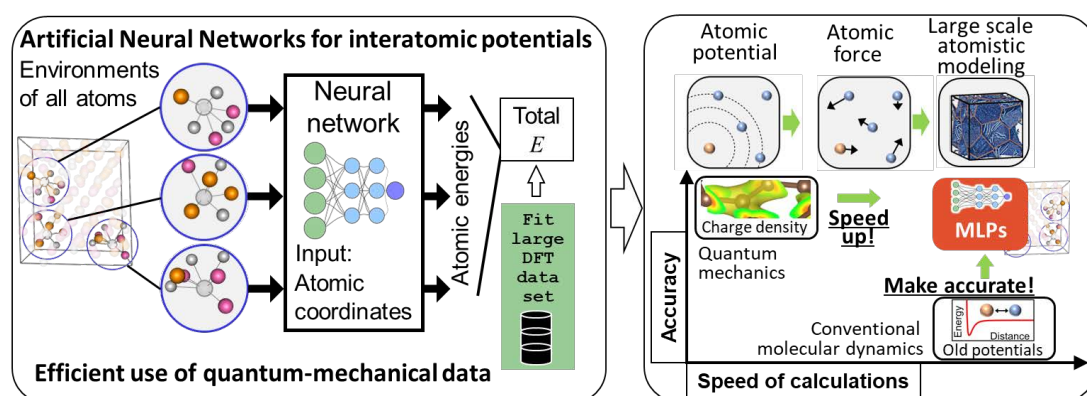 Artificial Neural Networks for interatomic potentials
Environments
of all atoms
Neural
network
Input:
Atomic
coordinates
Atomic energies
Total
E
Fit
large
DFT
data
set
Efficient use of quantum-mechanical data
Atomic
potential
Atomic
force
Large scale
atomistic
modeling
Accuracy
Charge density
Quantum
mechanics
Speed
up!
MLPs
Make accurate!
Conventional
molecular dynamics
Energy
Distance
Old potentials
Speed of calculations